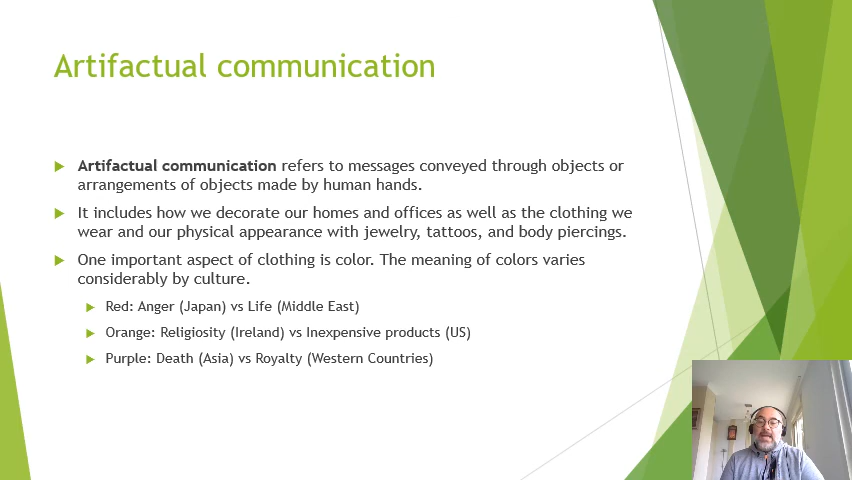 Artifactual communication
Artifactual communication refers to messages conveyed through objects or
arrangements of objects made by human hands.
It includes how we decorate our homes and offices as well as the clothing we
wear and our physical appearance with jewelry, tattoos, and body piercings.
One important aspect of clothing is color. The meaning of colors varies
considerably by culture.
Red: Anger (Japan) vs Life (Middle East)
Orange: Religiosity (Ireland) vs Inexpensive products (US)
Purple: Death (Asia) vs Royalty (Western Countries)